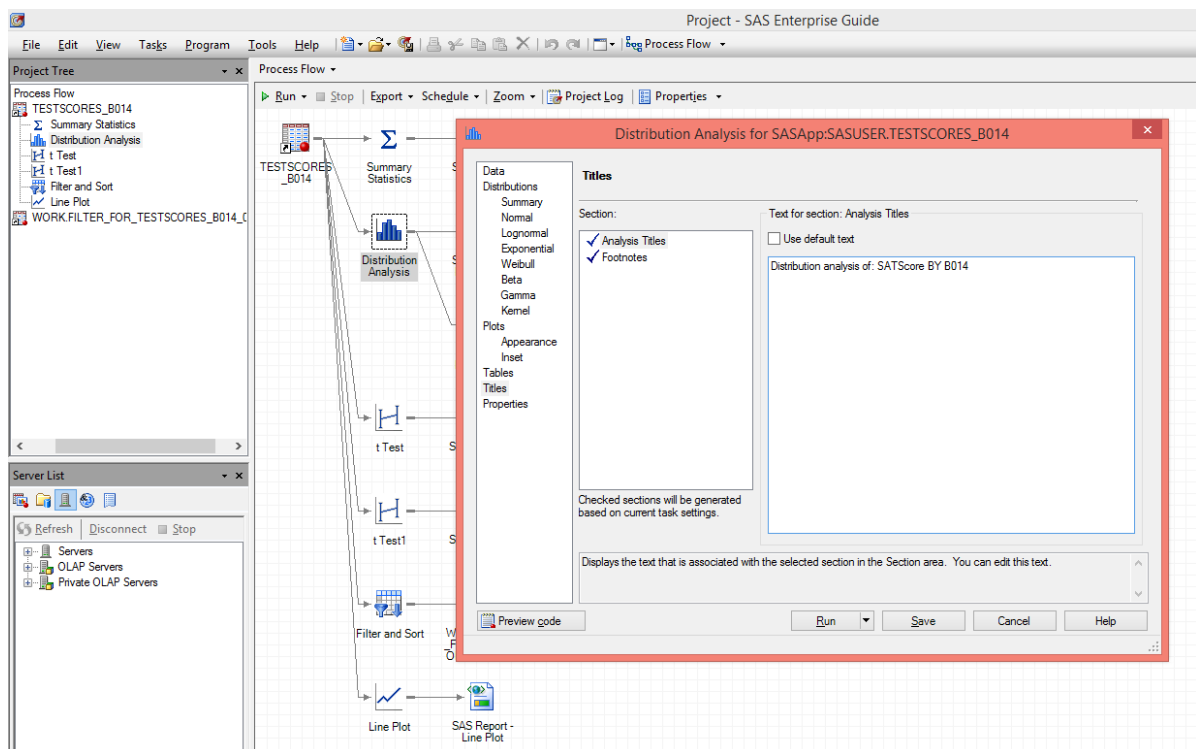 Project - SAS Enterprise Guide
File Edit View Tasks Program Tools Help Process Flow
Project Tree
Process Flow
TESTSCORES_B014
Summary Statistics
Distribution Analysis
t Test
t Test1
Filter and Sort
Line Plot
WORK.FILTER_FOR_TESTSCORES_B014_
Server List
Refresh Disconnect Stop
Servers
OLAP Servers
Private OLAP Servers
Process Flow
Run Stop Export Schedule Zoom Project Log Properties
TESTSCORES
_B014
Summary
Statistics
Distribution
Analysis
t Test
t Test1
Filter and Sort
Line Plot
SAS Report -
Line Plot
Distribution Analysis for SASApp:SASUSER.TESTSCORES_B014
Data
Distributions
Summary
Normal
Lognormal
Exponential
Weibull
Beta
Gamma
Kernel
Plots
Appearance
Inset
Tables
Titles
Properties
Titles
Section:
Analysis Titles
Footnotes
Checked sections will be generated
based on current task settings.
Text for section: Analysis Titles
Use default text
Distribution analysis of: SATScore BY B014
Displays the text that is associated with the selected section in the Section area. You can edit this text.
Preview code Run Save Cancel Help